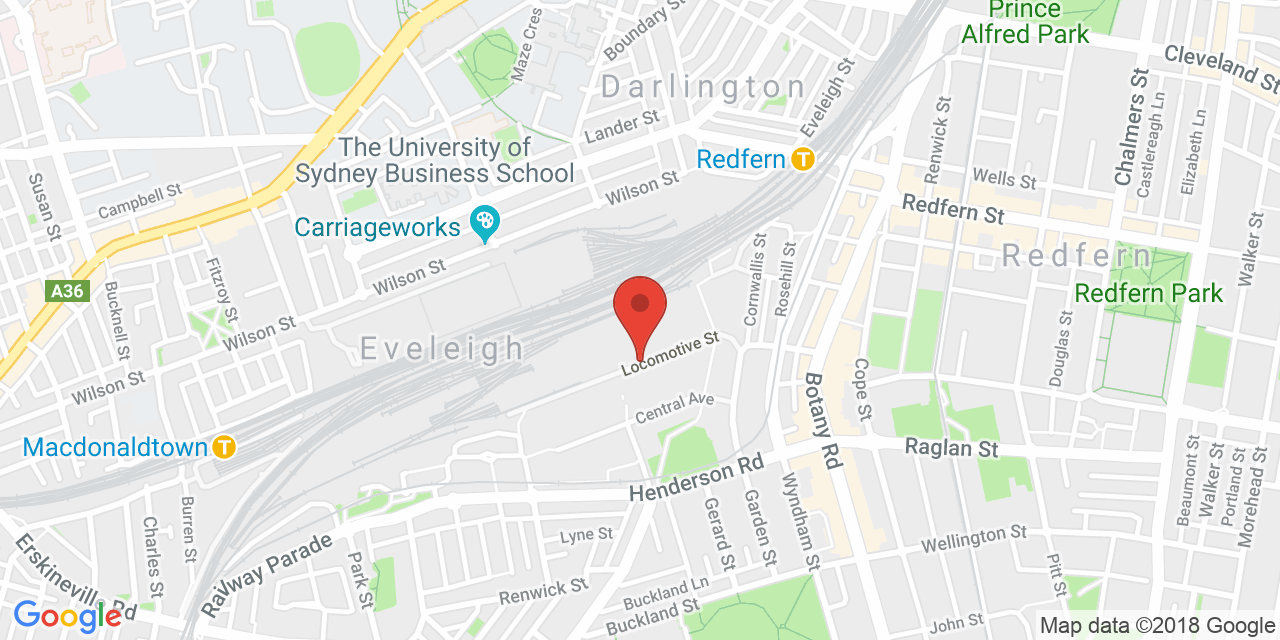 Prince
Alfred Park
Boundary St
Maze Cres
Cleveland St
Darlington
Eveleigh St
Chalmers St
Castlereagh Ln
Elizabeth Ln
Renwick St
Lander St
The University of
Sydney Business School
Redfern
T
Wells St
Susan St
Campbell St
Wilson St
Redfern St
Carriageworks
Walker St
Redfern
Cornwallis St
Rosehill St
Wilson St
Fitzroy St
A36
Bucknell St
Redfern Park
Wilson St
Eveleigh
Locomotive St
Douglas St
Wilson St
Cope St
Botany Rd
Central Ave
Macdonaldtown
T
Raglan St
Henderson Rd
Beaumont St
Walker St
Portland St
Morehead St
Burren St
Charles St
Wyndham St
Garden St
Gerard St
Lyne St
Wellington St
Erskineville Rd
Railway Parade
Park St
Renwick St
Buckland Ln
Buckland St
Pitt St
John St
Google
Map data ©2018 Google